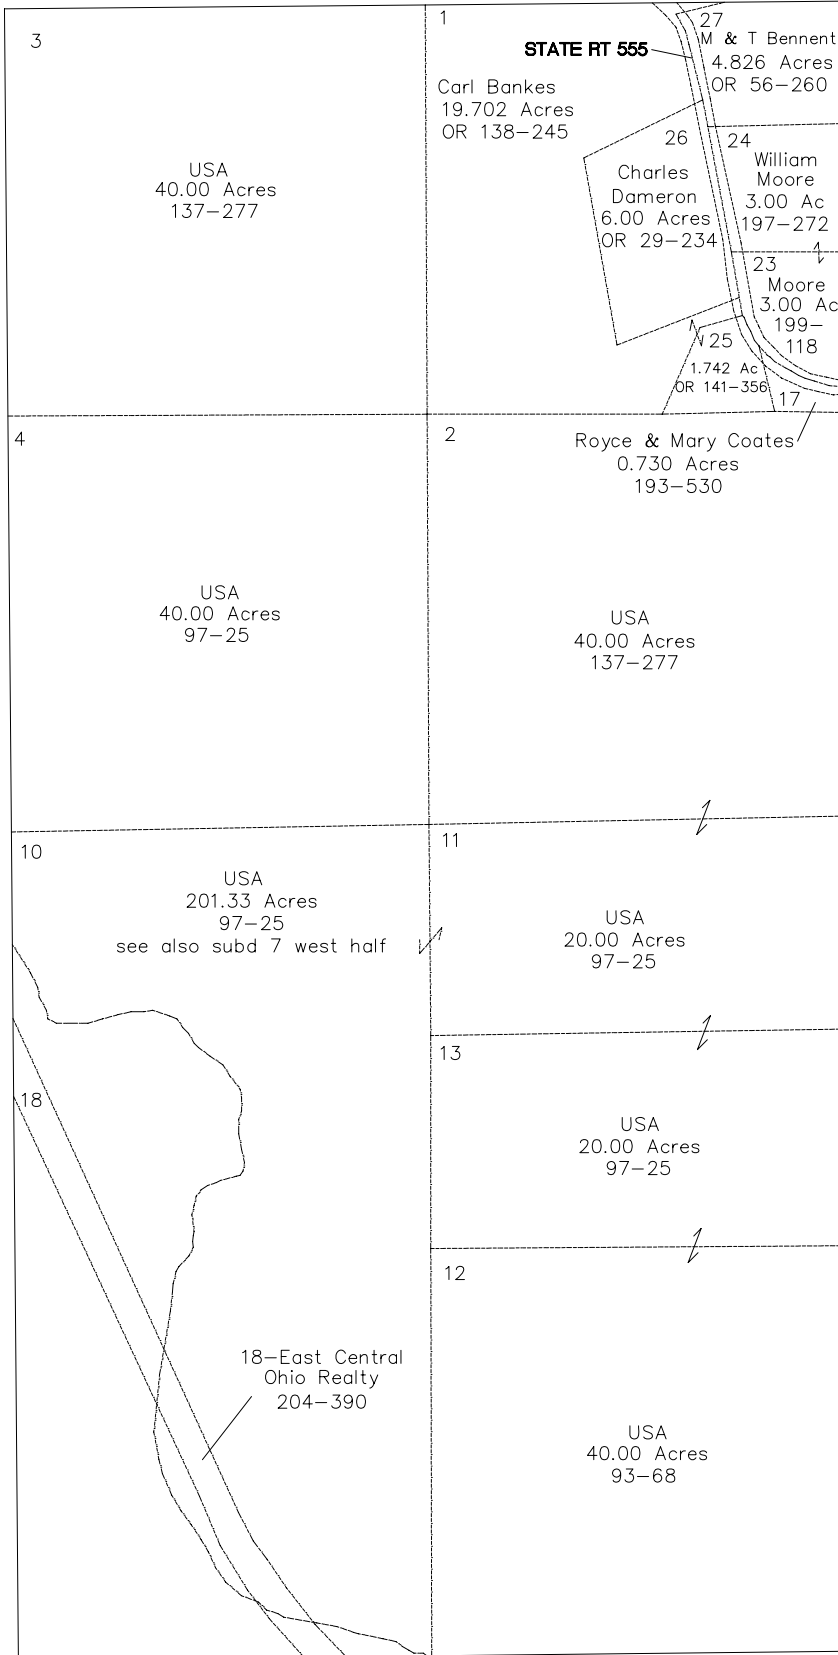 3
USA
40.00 Acres
137-277
1
STATE RT 555
Carl Bankes
19.702 Acres
OR 138-245
27
M & T Bennent
4.826 Acres
OR 56-260
26
Charles
Dameron
6.00 Acres
OR 29-234
24
William
Moore
3.00 Ac
197-272
23
Moore
3.00 Ac
199-
118
25
1.742 Ac
OR 141-356
17
Royce & Mary Coates
0.730 Acres
193-530
4
USA
40.00 Acres
97-25
2
USA
40.00 Acres
137-277
10
USA
201.33 Acres
97-25
see also subd 7 west half
11
USA
20.00 Acres
97-25
13
USA
20.00 Acres
97-25
18
18-East Central
Ohio Realty
204-390
12
USA
40.00 Acres
93-68